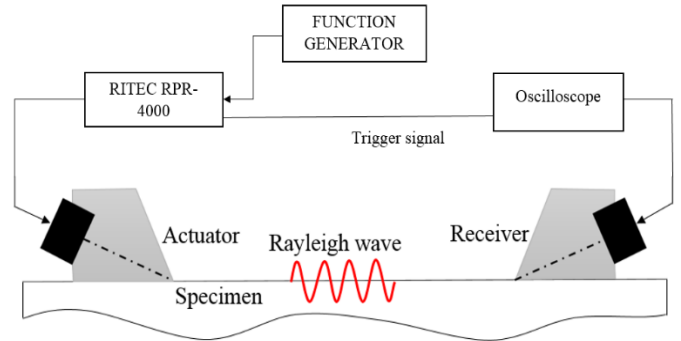 FUNCTION
GENERATOR
RITEC RPR-
4000
Oscilloscope
Trigger signal
Actuator
Rayleigh wave
Receiver
Specimen